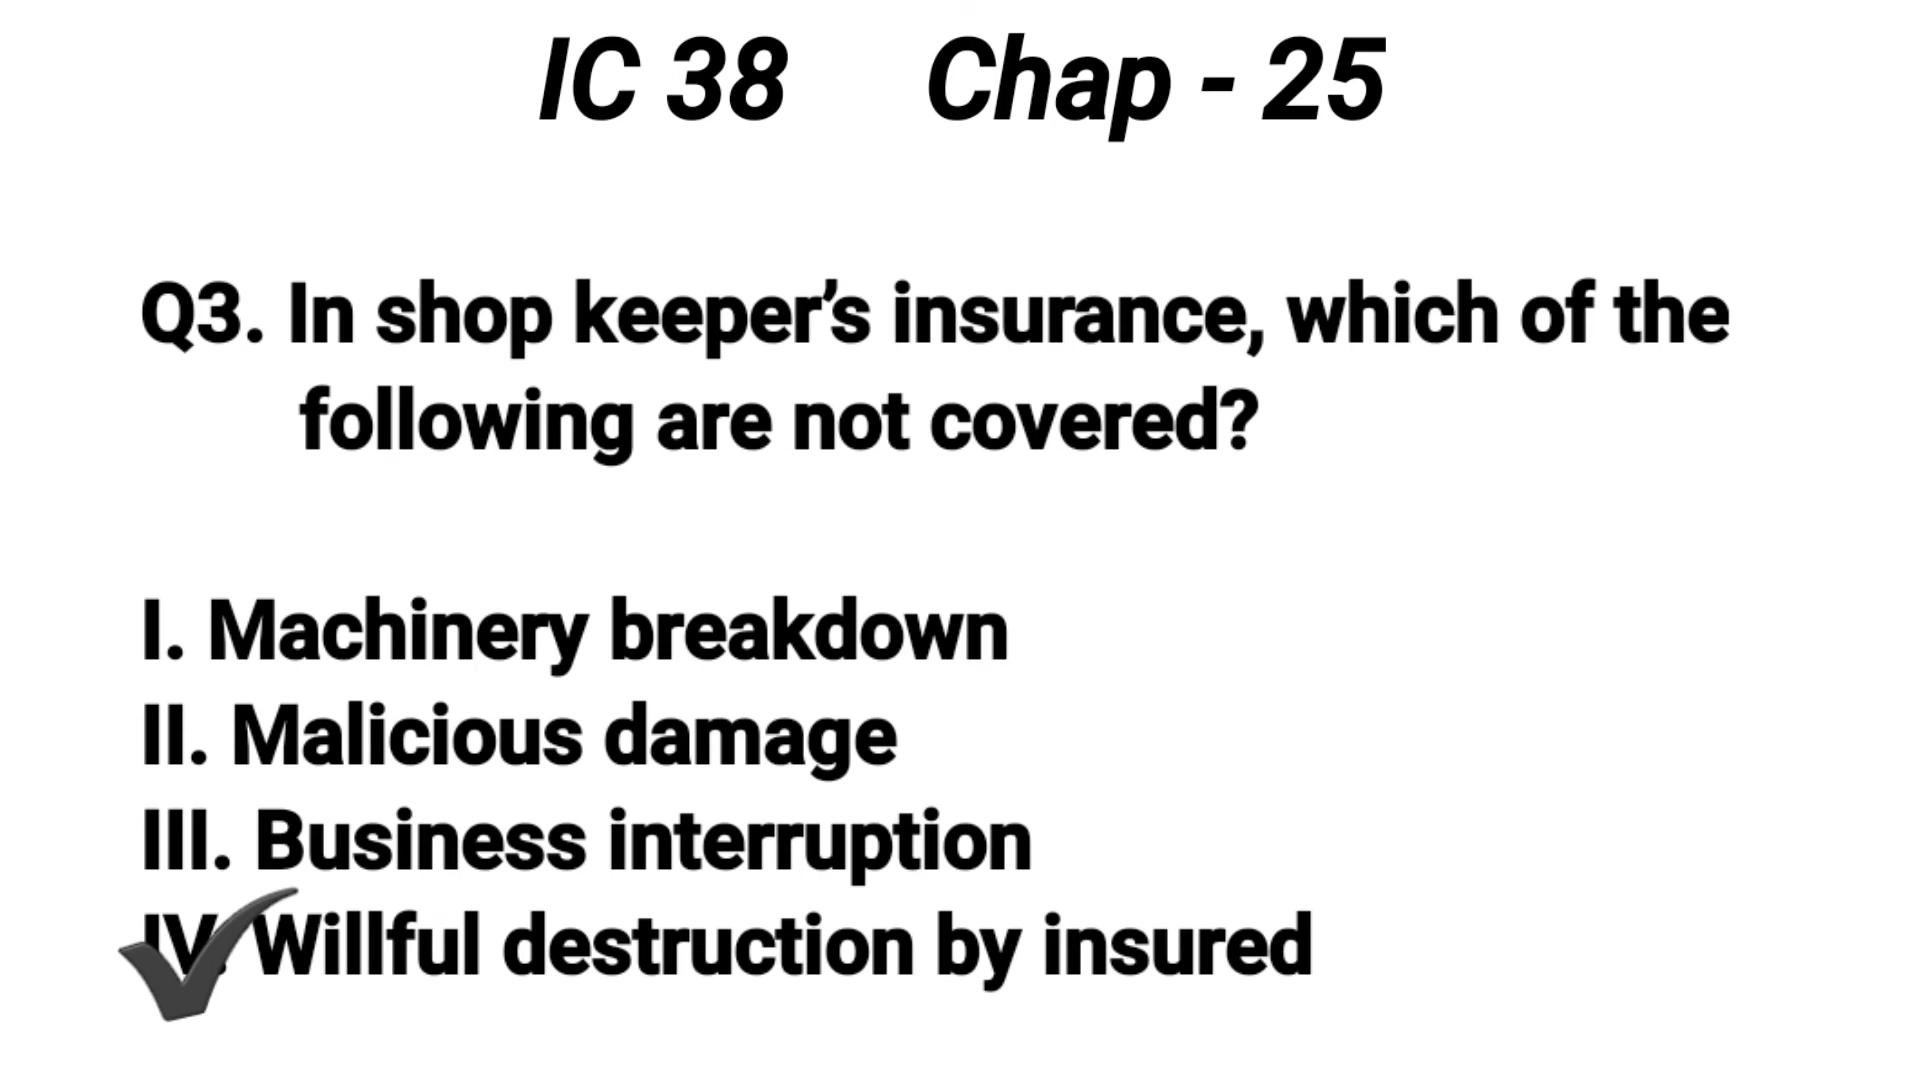 IC 38 Chap - 25
Q3. In shop keeper's insurance, which of the
following are not covered?
I. Machinery breakdown
II. Malicious damage
III. Business interruption
IV. Willful destruction by insured